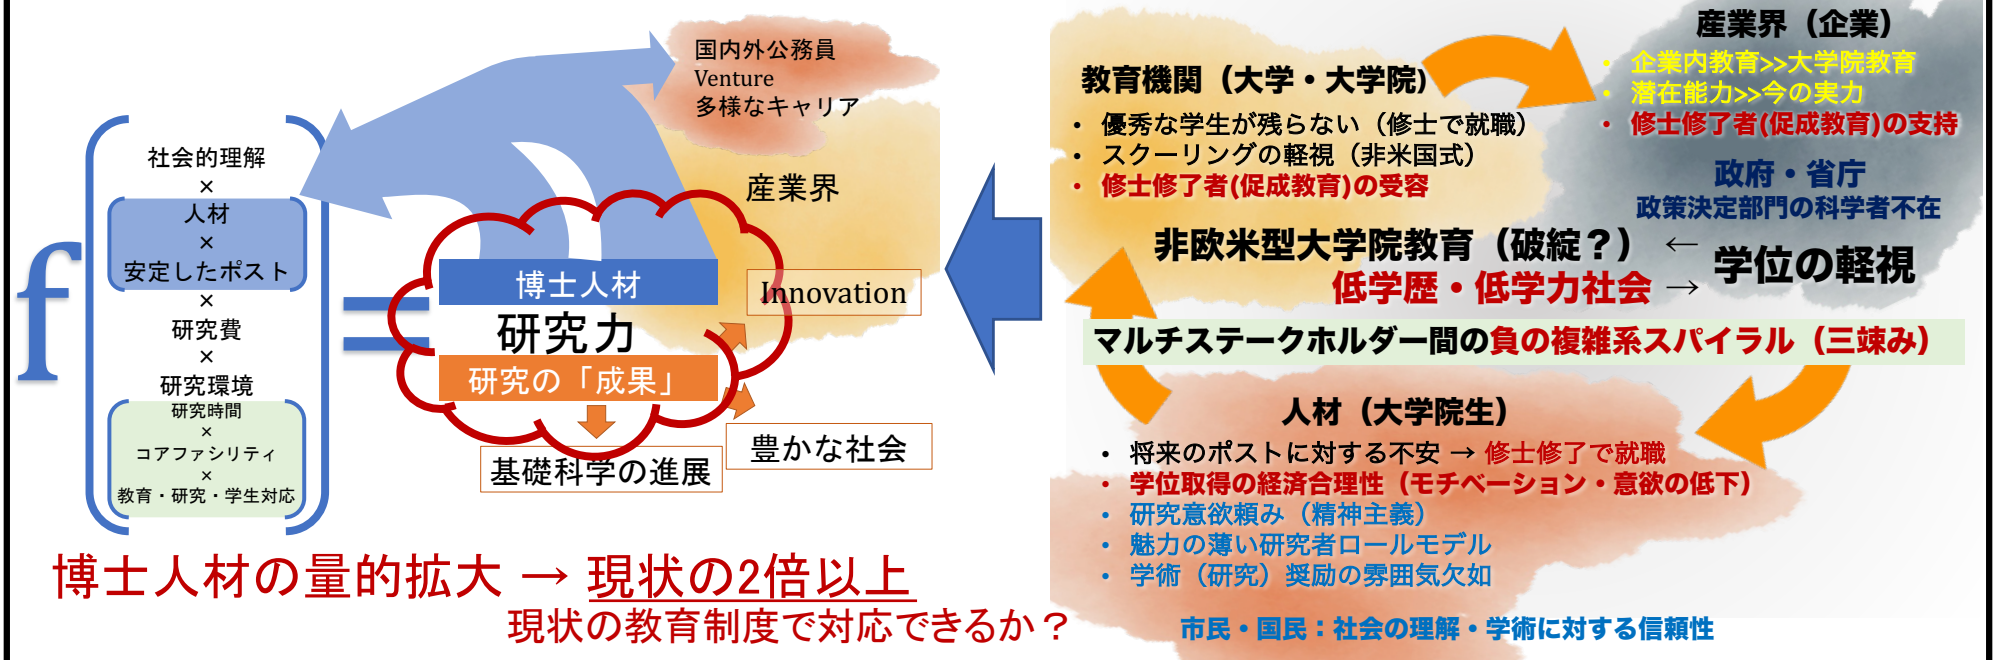 f
社会的理解
×
人材
×
安定したポスト
×
研究費
×
研究環境
研究時間
×
コアファシリティ
×
教育・研究・学生対応
=
国内外公務員
Venture
多様なキャリア
産業界
博士人材
研究力
研究の「成果」
Innovation
豊かな社会
基礎科学の進展
博士人材の量的拡大 → 現状の2倍以上
現状の教育制度で対応できるか？
教育機関（大学・大学院)
• 優秀な学生が残らない（修士で就職）
• スクーリングの軽視（非米国式）
• 修士修了者(促成教育)の受容
産業界（企業）
• 企業内教育>>大学院教育
• 潜在能力>>今の実力
• 修士修了者(促成教育)の支持
政府・省庁
政策決定部門の科学者不在
非欧米型大学院教育（破綻？） ←
低学歴・低学力社会 →
学位の軽視
マルチステークホルダー間の負の複雑系スパイラル（三竦み）
人材（大学院生）
• 将来のポストに対する不安 → 修士修了で就職
• 学位取得の経済合理性（モチベーション・意欲の低下）
• 研究意欲頼み（精神主義）
• 魅力の薄い研究者ロールモデル
• 学術（研究）奨励の雰囲気欠如
市民・国民：社会の理解・学術に対する信頼性